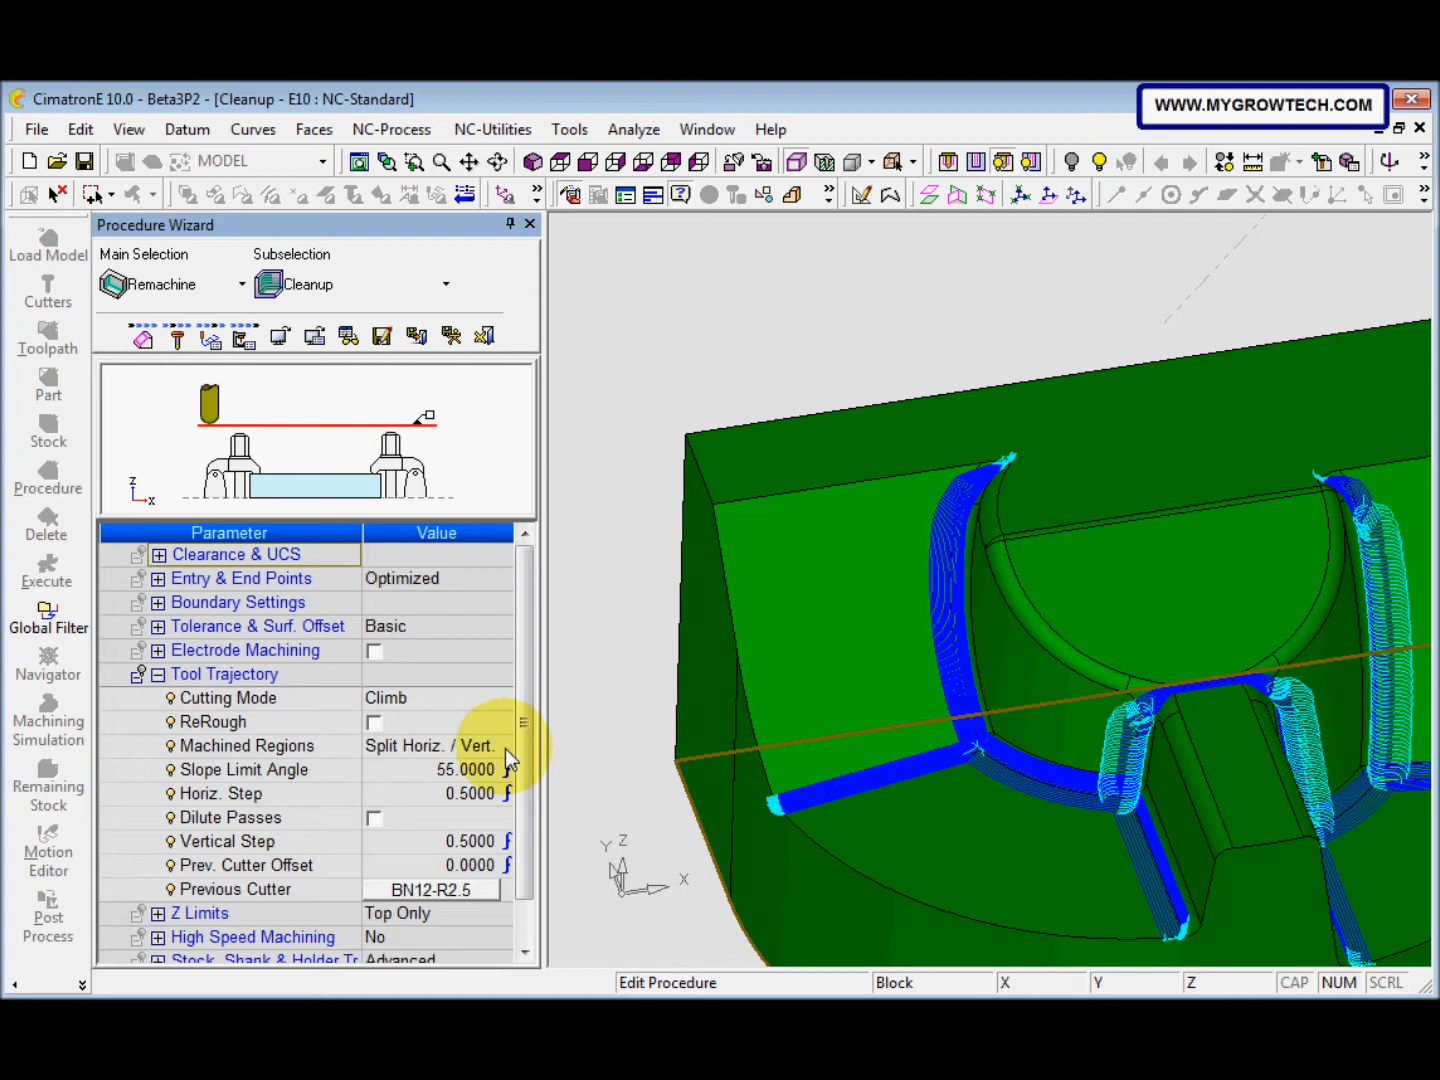 CimatronE 10.0 - Beta3P2 - [Cleanup - E10 : NC-Standard]
WWW.MYGROWTECH.COM
File Edit View Datum Curves Faces NC-Process NC-Utilities Tools Analyze Window Help
MODEL
Load Model
Cutters
Toolpath
Part
Stock
Procedure
Delete
Execute
Global Filter
Navigator
Machining
Simulation
Remaining
Stock
Motion
Editor
Post
Process
Procedure Wizard
Main Selection Subselection
Remachine Cleanup
Z
X
Parameter Value
Clearance & UCS
Entry & End Points Optimized
Boundary Settings
Tolerance & Surf. Offset Basic
Electrode Machining
Tool Trajectory
Cutting Mode Climb
ReRough
Machined Regions Split Horiz. / Vert.
Slope Limit Angle 55.0000 f
Horiz. Step 0.5000 f
Dilute Passes
Vertical Step 0.5000 f
Prev. Cutter Offset 0.0000 f
Previous Cutter BN12-R2.5
Z Limits Top Only
High Speed Machining No
Stock, Shank & Holder Tr Advanced
Y Z
X
Edit Procedure Block X Y Z CAP NUM SCRL